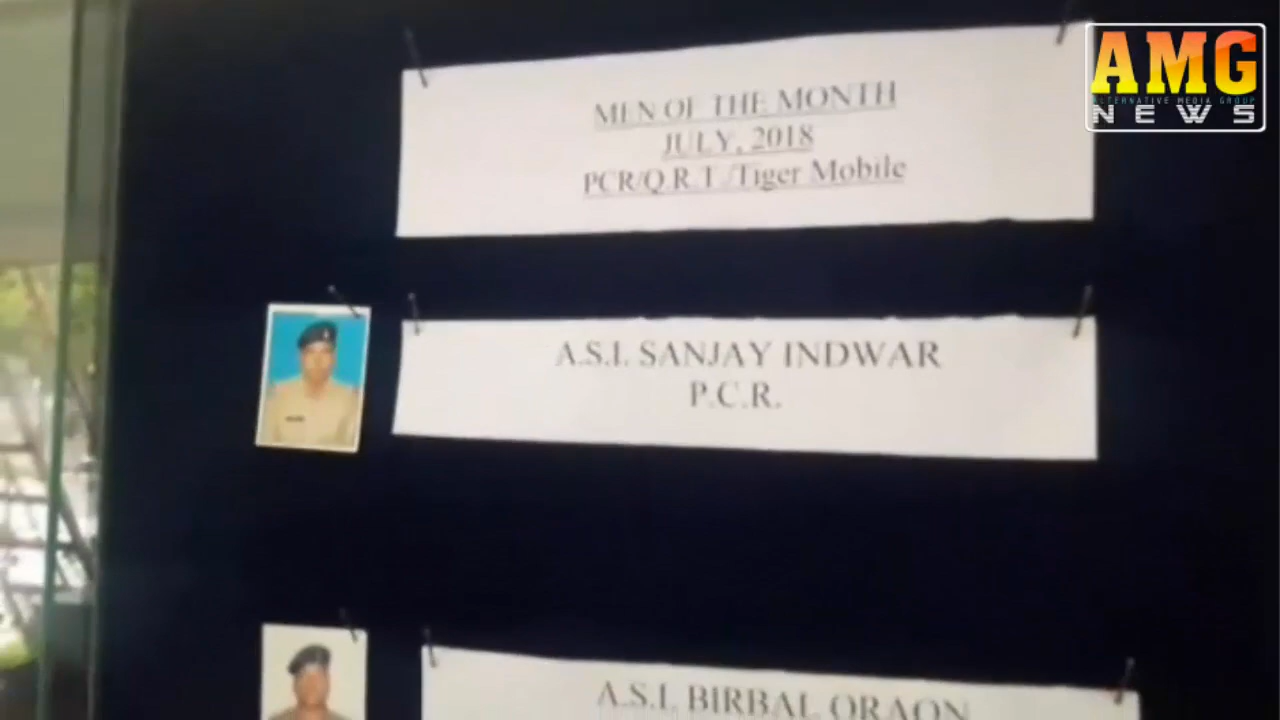 AMG
ALTERNATIVE MEDIA GROUP
NEWS
MEN OF THE MONTH
JULY, 2018
PCR/Q.R.T./Tiger Mobile
A.S.I. SANJAY INDWAR
P.C.R.
A.S.I. BIRBAL ORAON